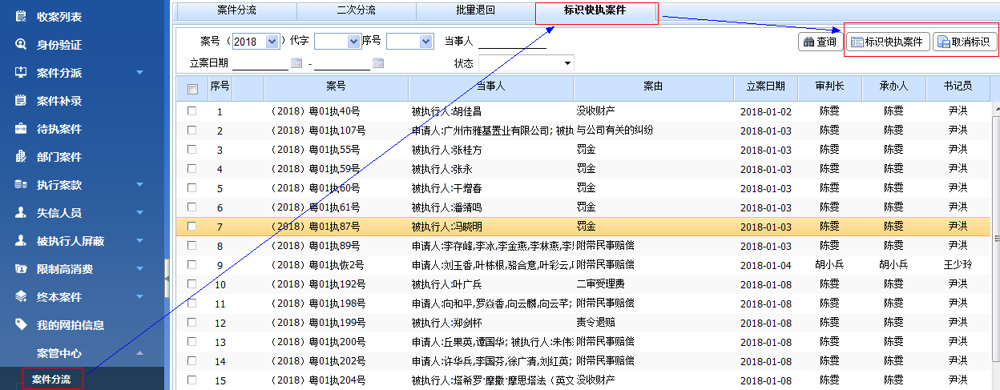 收案列表
身份验证
案件分派
案件补录
待执案件
部门案件
执行案款
失信人员
被执行人屏蔽
限制高消费
终本案件
我的网拍信息
案管中心
案件分流
案件分流 二次分流 批量退回 标识快执案件
案号（ 2018 ）代字 序号 当事人 查询 标识快执案件 取消标识
立案日期 - 状态
序号 案号 当事人 案由 立案日期 审判长 承办人 书记员
1 （2018）粤01执40号 被执行人:胡佳昌 没收财产 2018-01-02 陈雯 陈雯 尹洪
2 （2018）粤01执107号 申请人:广州市雅基置业有限公司; 被执 与公司有关的纠纷 2018-01-03 陈雯 陈雯 尹洪
3 （2018）粤01执55号 被执行人:张桂方 罚金 2018-01-03 陈雯 陈雯 尹洪
4 （2018）粤01执59号 被执行人:张永 罚金 2018-01-03 陈雯 陈雯 尹洪
5 （2018）粤01执60号 被执行人:干增春 罚金 2018-01-03 陈雯 陈雯 尹洪
6 （2018）粤01执61号 被执行人:潘靖鸣 罚金 2018-01-03 陈雯 陈雯 尹洪
7 （2018）粤01执87号 被执行人:冯晓明 罚金 2018-01-03 陈雯 陈雯 尹洪
8 （2018）粤01执89号 申请人:李存峰,李冰,李金燕,李林燕,李 附带民事赔偿 2018-01-03 陈雯 陈雯 尹洪
9 （2018）粤01执恢2号 申请人:刘玉香,叶栋根,骆合意,叶彩云, 附带民事赔偿 2018-01-04 胡小兵 胡小兵 王少玲
10 （2018）粤01执192号 被执行人:叶广兵 二审受理费 2018-01-08 陈雯 陈雯 尹洪
11 （2018）粤01执198号 申请人:向和平,罗焱香,向云麟,向云芊; 附带民事赔偿 2018-01-08 陈雯 陈雯 尹洪
12 （2018）粤01执199号 被执行人:郑剑杯 责令退赔 2018-01-08 陈雯 陈雯 尹洪
13 （2018）粤01执200号 申请人:丘果英,谭国华; 被执行人:朱伟 附带民事赔偿 2018-01-08 陈雯 陈雯 尹洪
14 （2018）粤01执202号 申请人:许华兵,李国芬,徐广清,刘红英; 附带民事赔偿 2018-01-08 陈雯 陈雯 尹洪
15 （2018）粤01执204号 被执行人:塔希罗·摩撒·摩思塔法（英文 没收财产 2018-01-08 陈雯 陈雯 尹洪